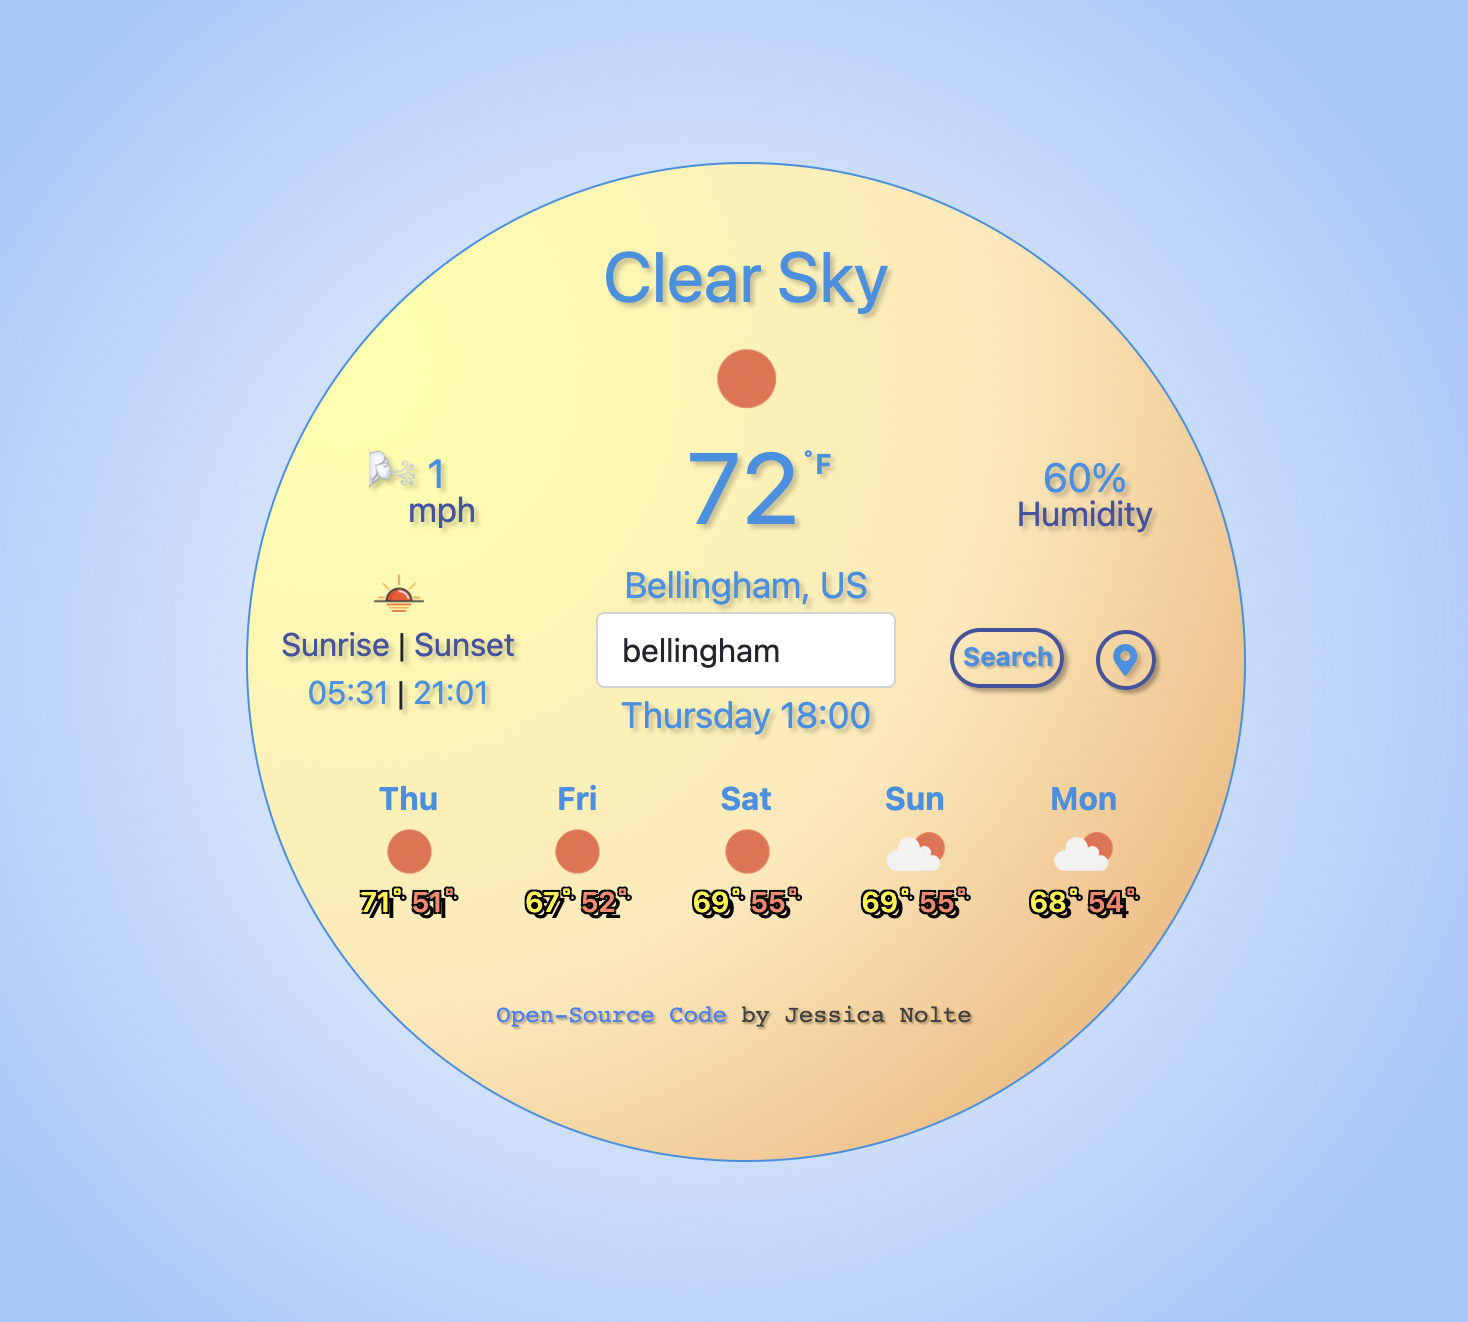 Clear Sky
1
mph
72°F
60%
Humidity
Bellingham, US
bellingham
Thursday 18:00
Sunrise | Sunset
05:31 | 21:01
Search
Thu Fri Sat Sun Mon
71° 51° 67° 52° 69° 55° 69° 55° 68° 54°
Open-Source Code by Jessica Nolte